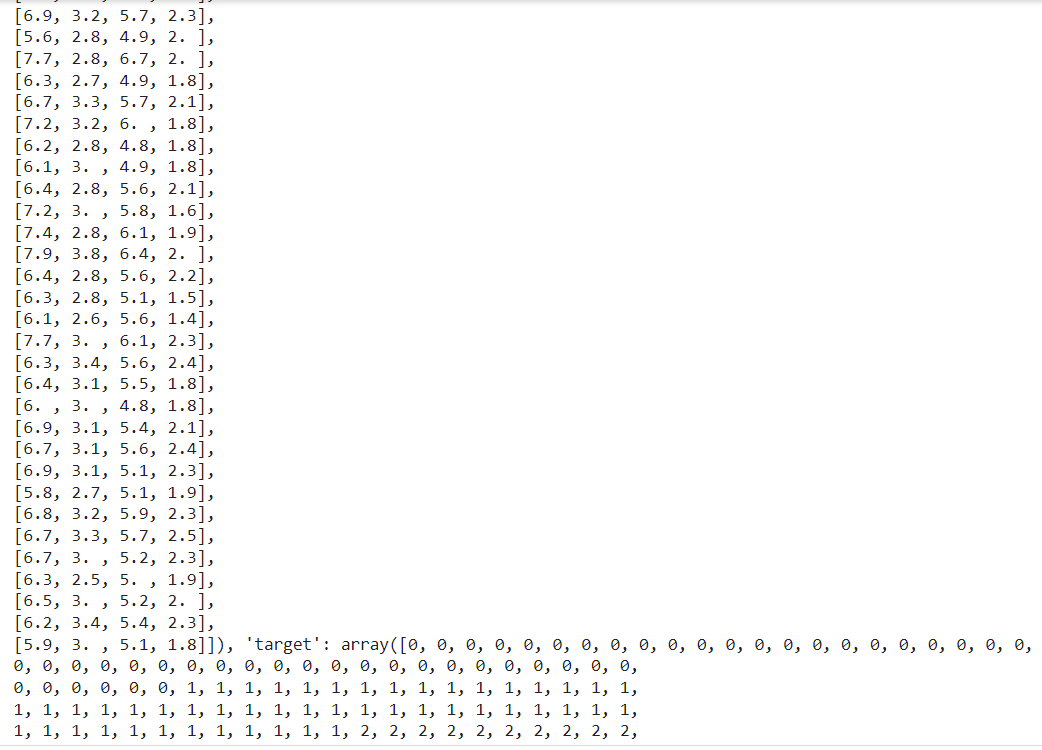 [6.9, 3.2, 5.7, 2.3],
[5.6, 2.8, 4.9, 2. ],
[7.7, 2.8, 6.7, 2. ],
[6.3, 2.7, 4.9, 1.8],
[6.7, 3.3, 5.7, 2.1],
[7.2, 3.2, 6. , 1.8],
[6.2, 2.8, 4.8, 1.8],
[6.1, 3. , 4.9, 1.8],
[6.4, 2.8, 5.6, 2.1],
[7.2, 3. , 5.8, 1.6],
[7.4, 2.8, 6.1, 1.9],
[7.9, 3.8, 6.4, 2. ],
[6.4, 2.8, 5.6, 2.2],
[6.3, 2.8, 5.1, 1.5],
[6.1, 2.6, 5.6, 1.4],
[7.7, 3. , 6.1, 2.3],
[6.3, 3.4, 5.6, 2.4],
[6.4, 3.1, 5.5, 1.8],
[6. , 3. , 4.8, 1.8],
[6.9, 3.1, 5.4, 2.1],
[6.7, 3.1, 5.6, 2.4],
[6.9, 3.1, 5.1, 2.3],
[5.8, 2.7, 5.1, 1.9],
[6.8, 3.2, 5.9, 2.3],
[6.7, 3.3, 5.7, 2.5],
[6.7, 3. , 5.2, 2.3],
[6.3, 2.5, 5. , 1.9],
[6.5, 3. , 5.2, 2. ],
[6.2, 3.4, 5.4, 2.3],
[5.9, 3. , 5.1, 1.8]]), 'target': array([0, 0, 0, 0, 0, 0, 0, 0, 0, 0, 0, 0, 0, 0, 0, 0, 0, 0, 0, 0, 0, 0,
0, 0, 0, 0, 0, 0, 0, 0, 0, 0, 0, 0, 0, 0, 0, 0, 0, 0, 0, 0, 0, 0,
0, 0, 0, 0, 0, 0, 1, 1, 1, 1, 1, 1, 1, 1, 1, 1, 1, 1, 1, 1, 1, 1,
1, 1, 1, 1, 1, 1, 1, 1, 1, 1, 1, 1, 1, 1, 1, 1, 1, 1, 1, 1, 1, 1,
1, 1, 1, 1, 1, 1, 1, 1, 1, 1, 1, 1, 2, 2, 2, 2, 2, 2, 2, 2, 2, 2,